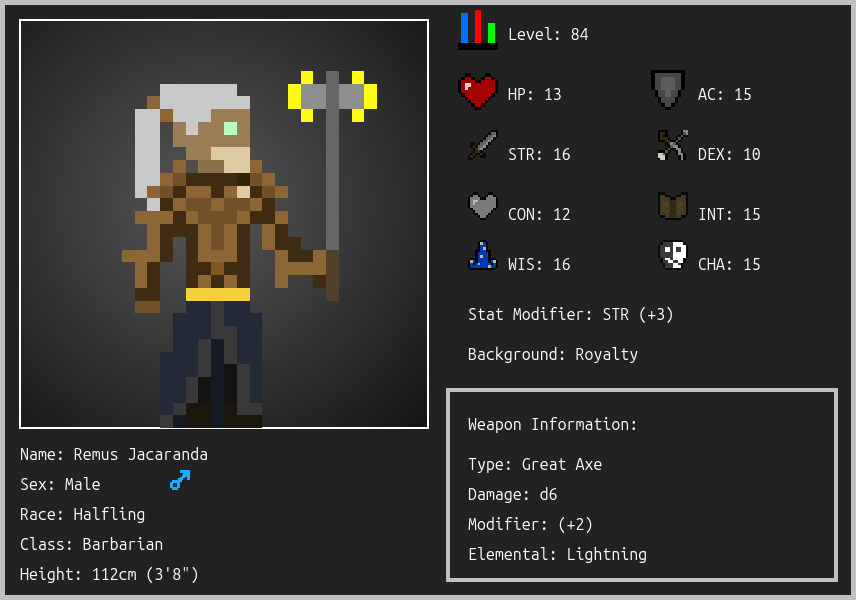 Level: 84
HP: 13
AC: 15
STR: 16
DEX: 10
CON: 12
INT: 15
WIS: 16
CHA: 15
Stat Modifier: STR (+3)
Background: Royalty
Weapon Information:
Type: Great Axe
Damage: d6
Modifier: (+2)
Elemental: Lightning
Name: Remus Jacaranda
Sex: Male
Race: Halfling
Class: Barbarian
Height: 112cm (3'8")